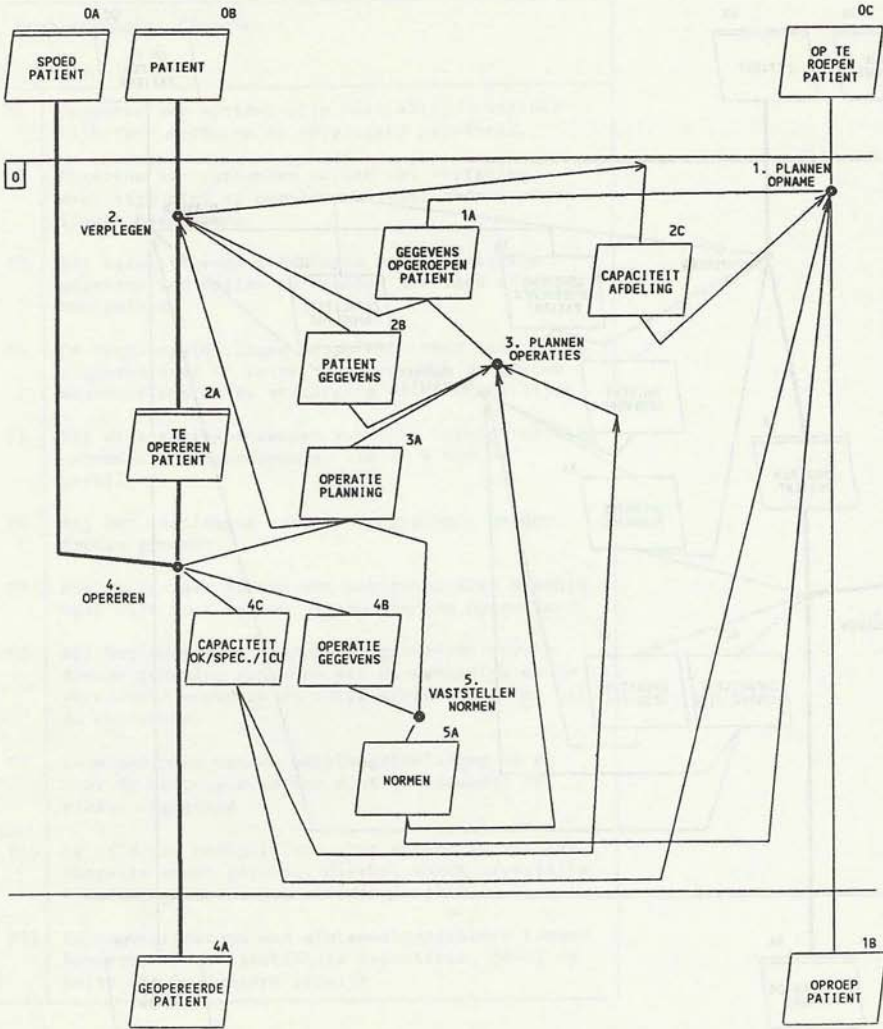 0A
0B
0C
SPOED
PATIENT
PATIENT
OP TE
ROEPEN
PATIENT
0
1. PLANNEN
OPNAME
2.
VERPLEGEN
1A
GEGEVENS
OPGEROEPEN
PATIENT
2C
CAPACITEIT
AFDELING
2B
PATIENT
GEGEVENS
3. PLANNEN
OPERATIES
2A
TE
OPEREREN
PATIENT
3A
OPERATIE
PLANNING
4.
OPEREREN
4C
CAPACITEIT
OK/SPEC./ICU
4B
OPERATIE
GEGEVENS
5.
VASTSTELLEN
NORMEN
5A
NORMEN
4A
GEOPEREERDE
PATIENT
1B
OPROEP
PATIENT